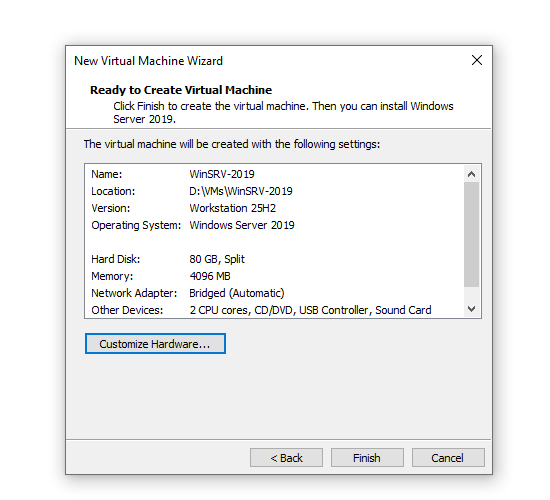 New Virtual Machine Wizard
Ready to Create Virtual Machine
Click Finish to create the virtual machine. Then you can install Windows
Server 2019.
The virtual machine will be created with the following settings:
Name: WinSRV-2019
Location: D:\VMs\WinSRV-2019
Version: Workstation 25H2
Operating System: Windows Server 2019
Hard Disk: 80 GB, Split
Memory: 4096 MB
Network Adapter: Bridged (Automatic)
Other Devices: 2 CPU cores, CD/DVD, USB Controller, Sound Card
Customize Hardware...
< Back Finish Cancel